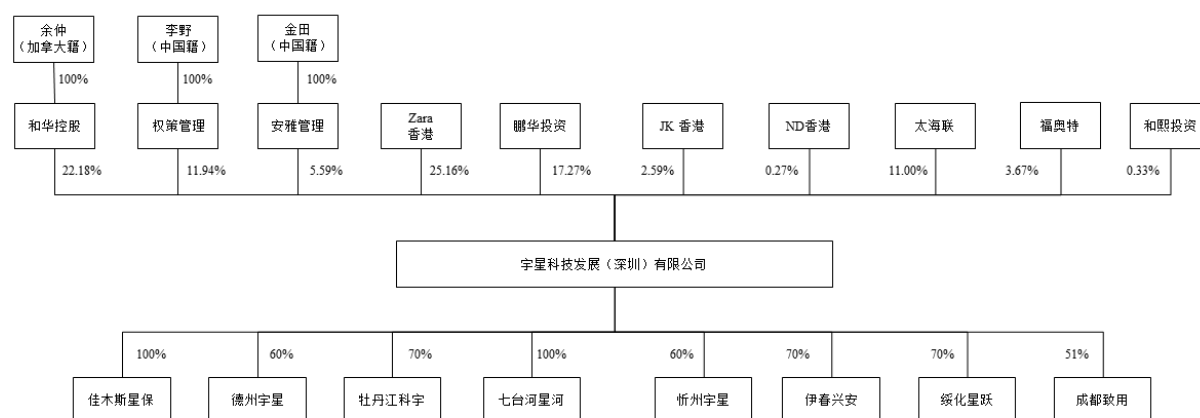 余仲
（加拿大籍）
李野
（中国籍）
金田
（中国籍）
100%
100%
100%
和华控股
权策管理
安雅管理
Zara
香港
鹏华投资
JK 香港
ND香港
太海联
福奥特
和熙投资
22.18%
11.94%
5.59%
25.16%
17.27%
2.59%
0.27%
11.00%
3.67%
0.33%
宇星科技发展（深圳）有限公司
100%
60%
70%
100%
60%
70%
70%
51%
佳木斯星保
德州宇星
牡丹江科宇
七台河星河
忻州宇星
伊春兴安
绥化星跃
成都致用